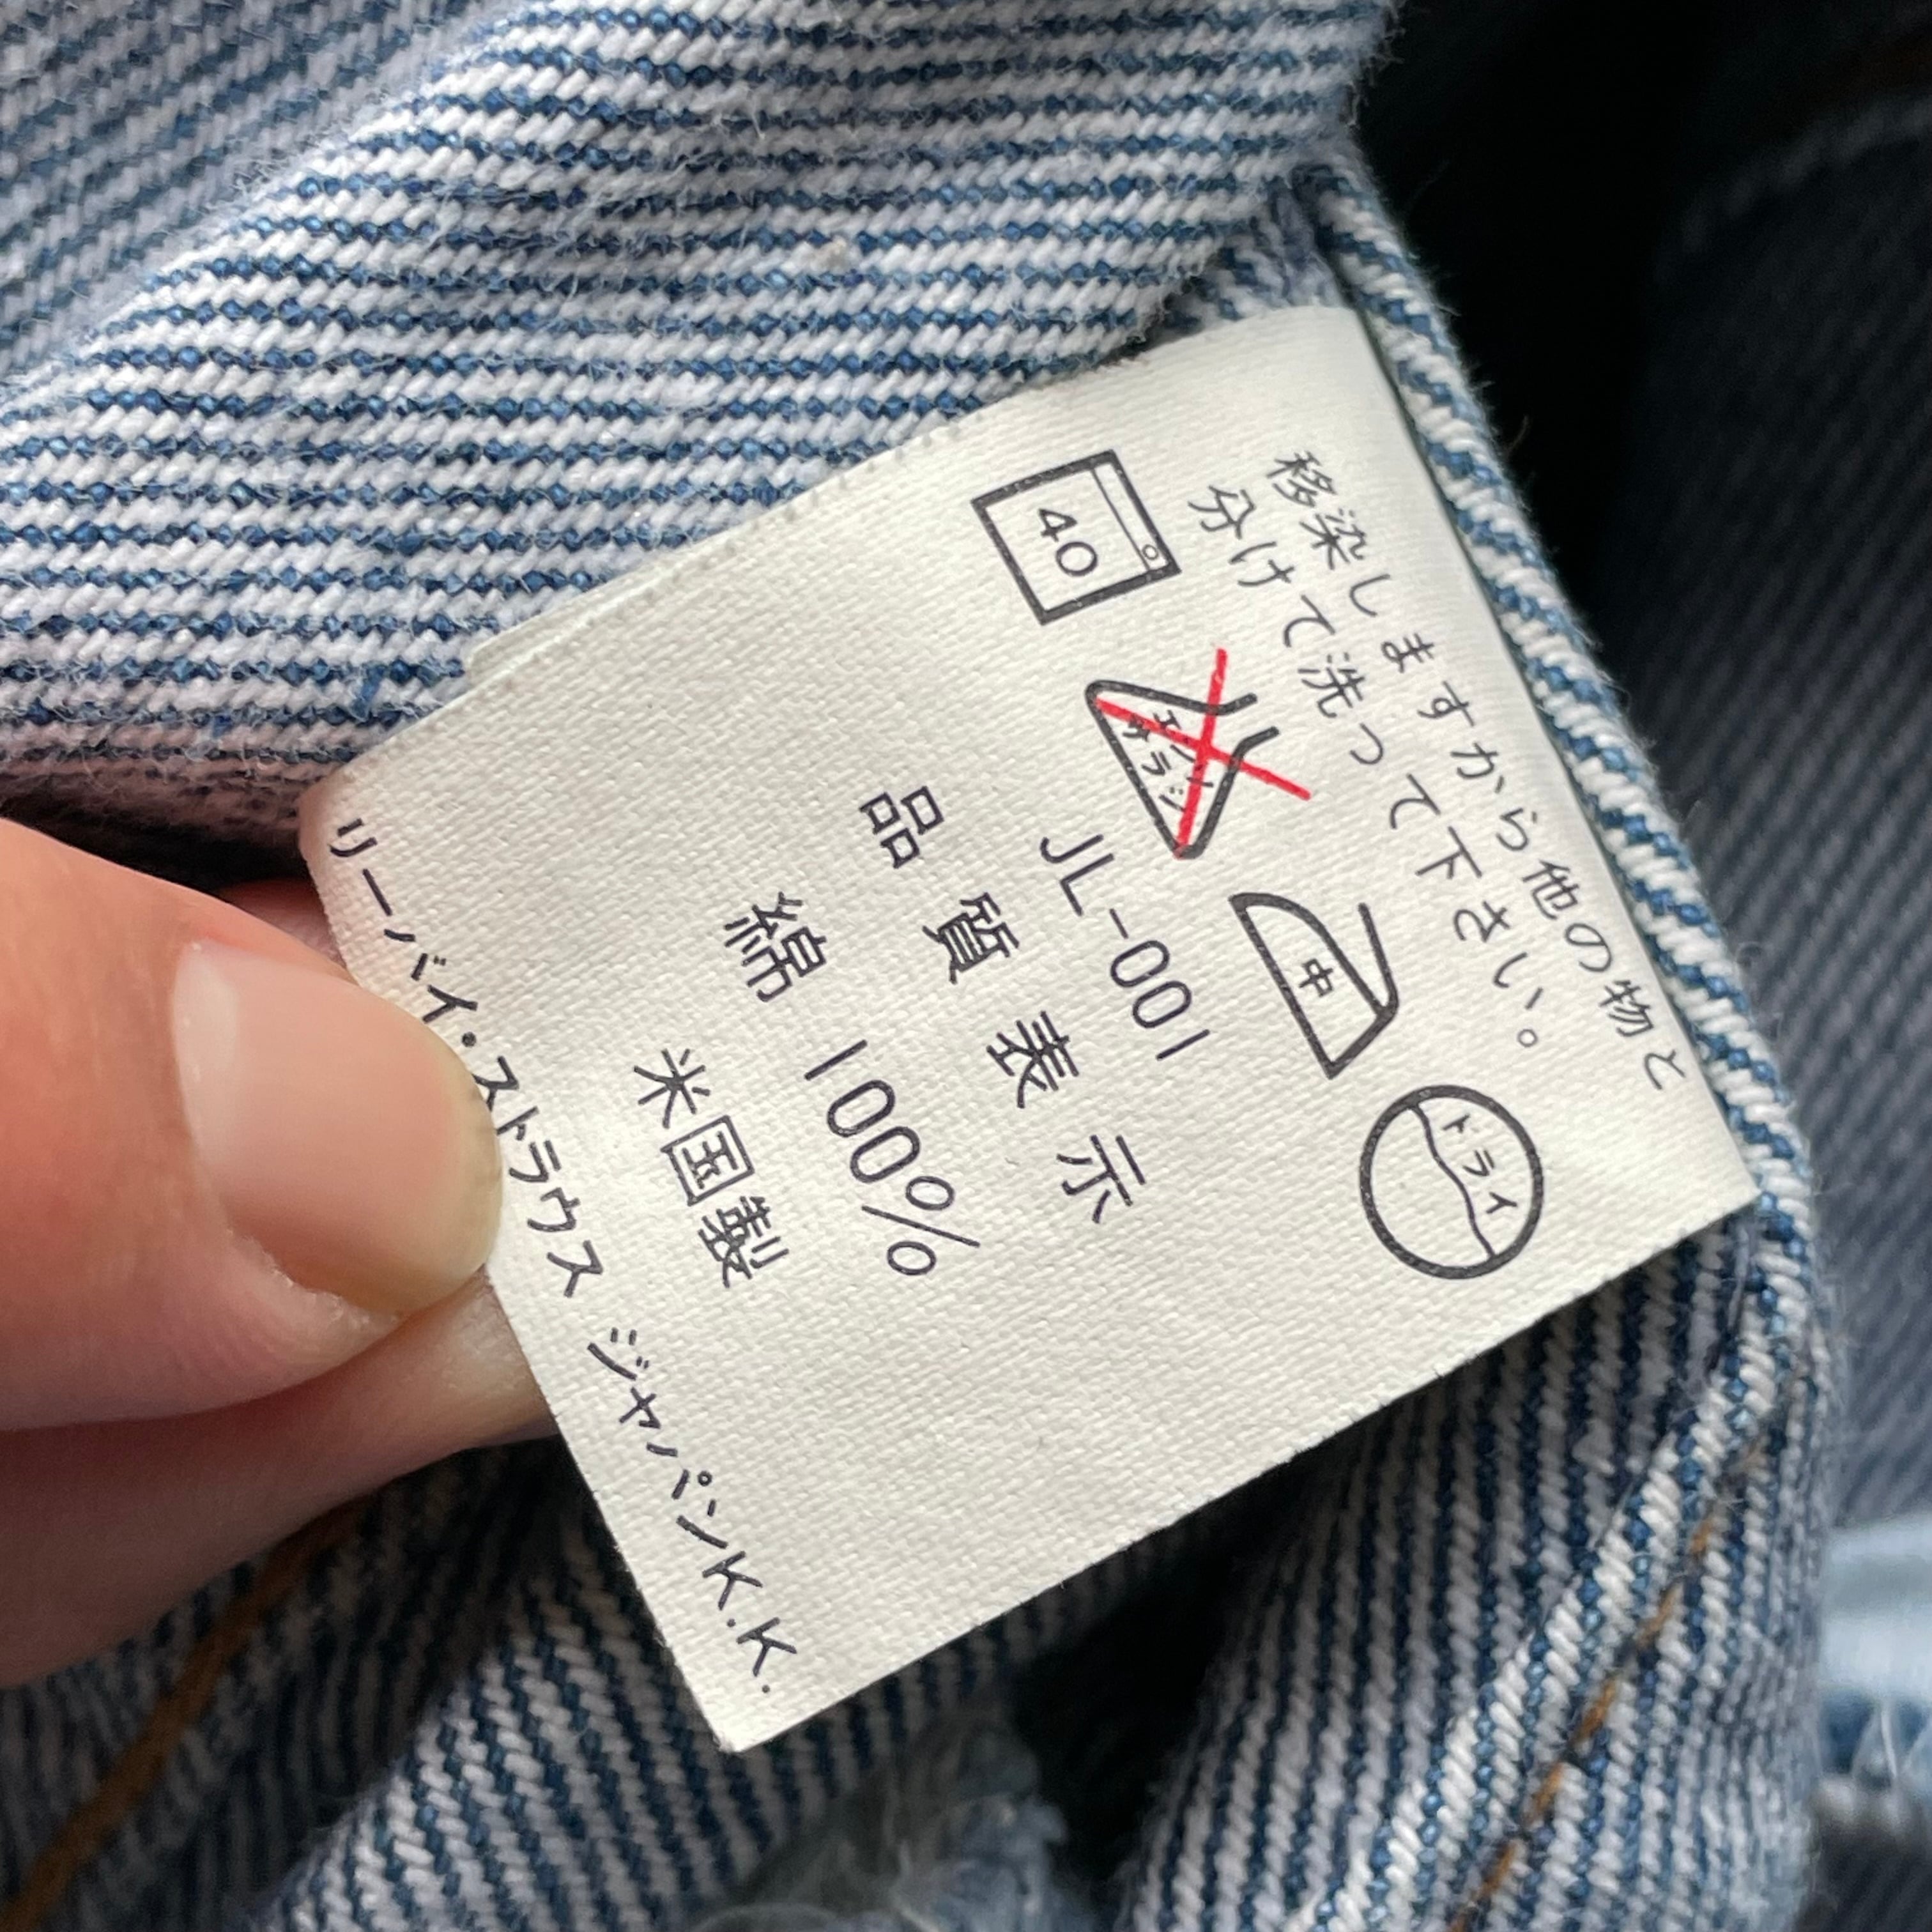 移染しますから他の物と
分けて洗って下さい。
40
エンソ
サラシ
中
ドライ
JL-001
品質表示
綿 100%
米国製
リーバイ・ストラウス ジャパンK.K.